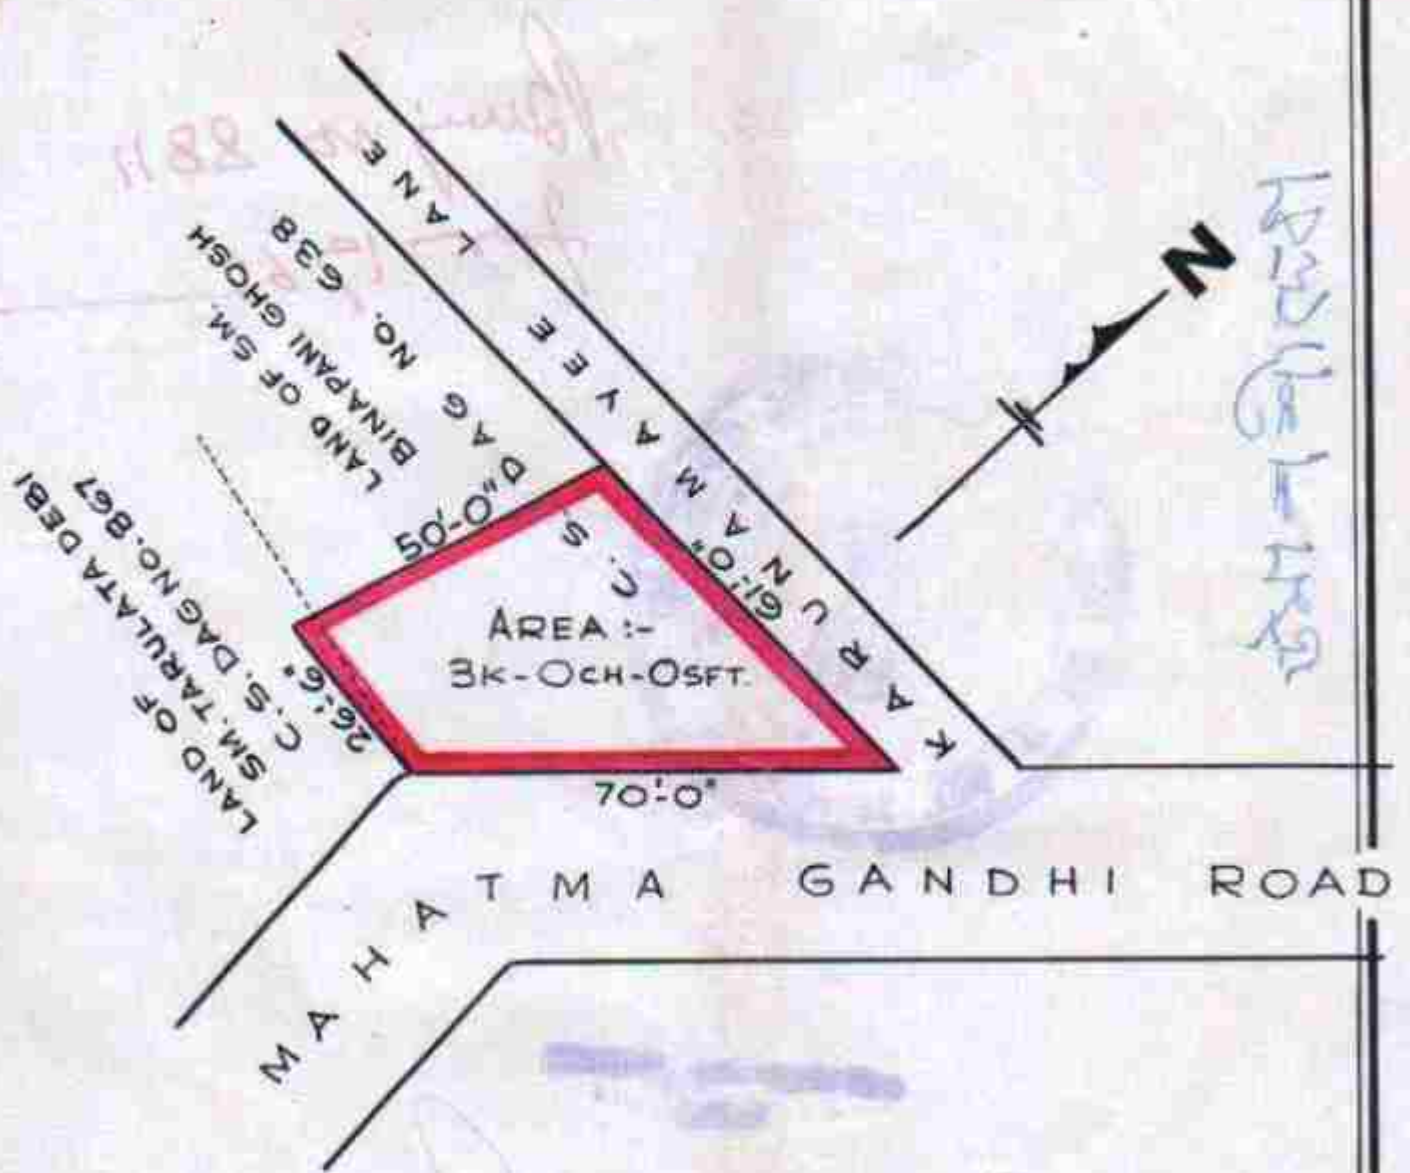 KARUNAMAYEE LANE
N
LAND OF SM.
BINAPANI GHOSH
C. S. DAG NO. 638
LAND OF
SM. TARULATA DEBI
C.S. DAG NO. 867
50'-0"
61'-0"
26'-6"
70'-0"
AREA :-
3K-0CH-0SFT.
MAHATMA GANDHI ROAD